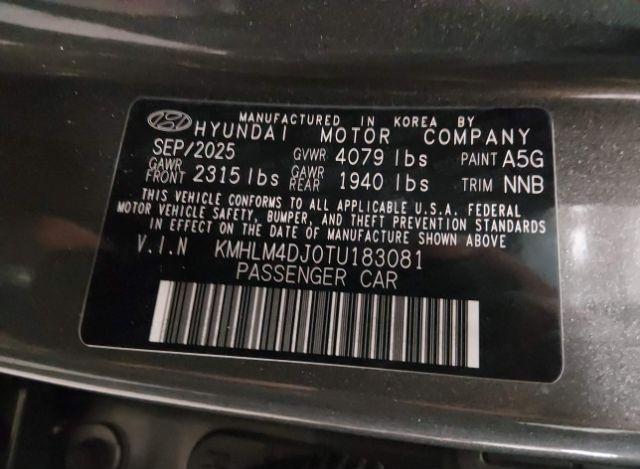 MANUFACTURED IN KOREA BY
HYUNDAI MOTOR COMPANY
SEP/2025 GVWR 4079 lbs PAINT A5G
GAWR FRONT 2315 lbs GAWR REAR 1940 lbs TRIM NNB
THIS VEHICLE CONFORMS TO ALL APPLICABLE U.S.A. FEDERAL
MOTOR VEHICLE SAFETY, BUMPER, AND THEFT PREVENTION STANDARDS
IN EFFECT ON THE DATE OF MANUFACTURE SHOWN ABOVE
V.I.N KMHLM4DJ0TU183081
PASSENGER CAR